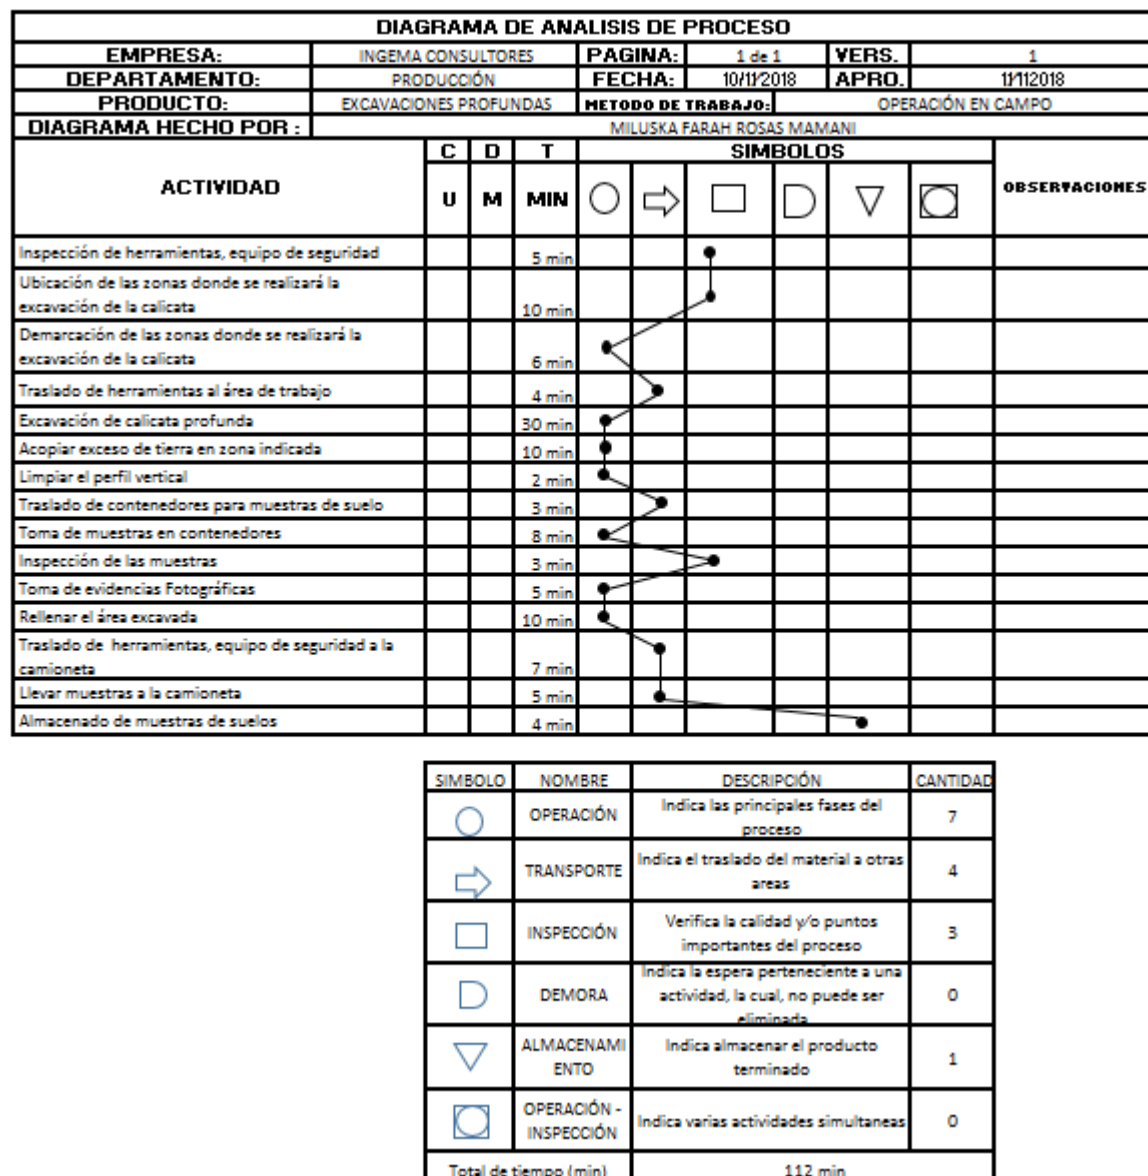 DIAGRAMA DE ANALISIS DE PROCESO
EMPRESA: INGEMA CONSULTORES PAGINA: 1 de 1 VERS. 1
DEPARTAMENTO: PRODUCCIÓN FECHA: 10/11/2018 APRO. 11/112018
PRODUCTO: EXCAVACIONES PROFUNDAS METODO DE TRABAJO: OPERACIÓN EN CAMPO
DIAGRAMA HECHO POR : MILUSKA FARAH ROSAS MAMANI
ACTIVIDAD C D T SIMBOLOS OBSERVACIONES
U M MIN
Inspección de herramientas, equipo de seguridad 5 min
Ubicación de las zonas donde se realizará la
excavación de la calicata 10 min
Demarcación de las zonas donde se realizará la
excavación de la calicata 6 min
Traslado de herramientas al área de trabajo 4 min
Excavación de calicata profunda 30 min
Acopiar exceso de tierra en zona indicada 10 min
Limpiar el perfil vertical 2 min
Traslado de contenedores para muestras de suelo 3 min
Toma de muestras en contenedores 8 min
Inspección de las muestras 3 min
Toma de evidencias Fotográficas 5 min
Rellenar el área excavada 10 min
Traslado de herramientas, equipo de seguridad a la
camioneta 7 min
Llevar muestras a la camioneta 5 min
Almacenado de muestras de suelos 4 min
SIMBOLO NOMBRE DESCRIPCIÓN CANTIDAD
OPERACIÓN Indica las principales fases del
proceso 7
TRANSPORTE Indica el traslado del material a otras
areas 4
INSPECCIÓN Verifica la calidad y/o puntos
importantes del proceso 3
DEMORA Indica la espera perteneciente a una
actividad, la cual, no puede ser
eliminada 0
ALMACENAMI
ENTO Indica almacenar el producto
terminado 1
OPERACIÓN -
INSPECCIÓN Indica varias actividades simultaneas 0
Total de tiempo (min) 112 min